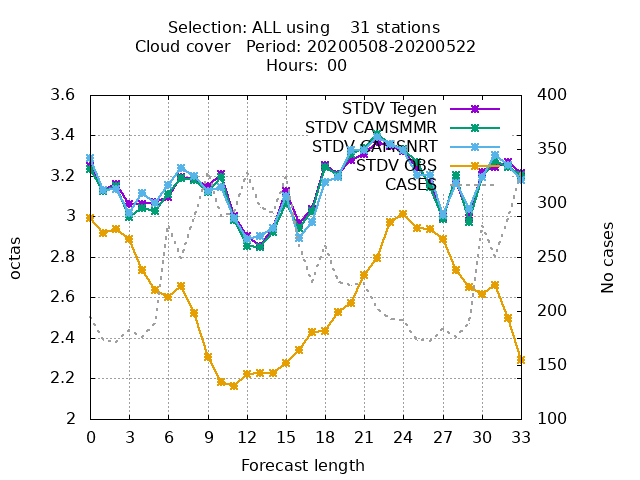 Selection: ALL using 31 stations
Cloud cover Period: 20200508-20200522
Hours: 00
3.6
3.4
3.2
3
2.8
2.6
2.4
2.2
2
400
350
300
250
200
150
100
STDV Tegen
STDV CAMSMMR
STDV CAMSNRT
STDV OBS
CASES
octas
No cases
0 3 6 9 12 15 18 21 24 27 30 33
Forecast length